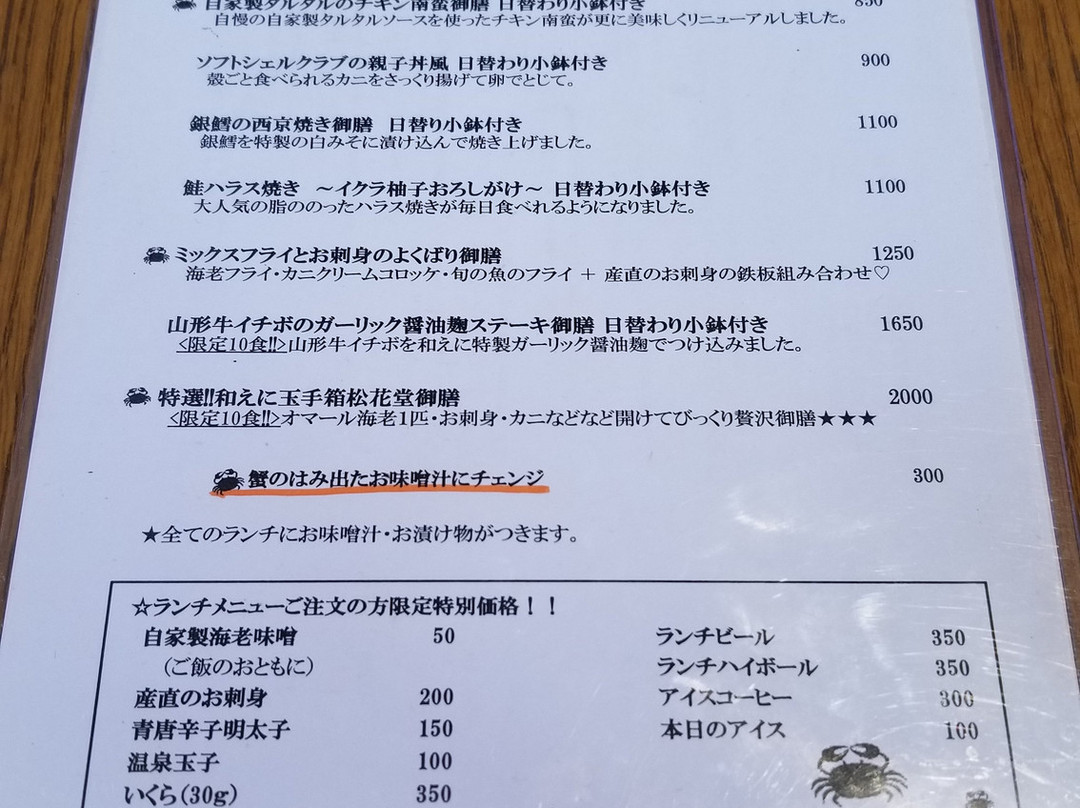 自家製タルタルのチキン南蛮御膳 日替わり小鉢付き 850
自慢の自家製タルタルソースを使ったチキン南蛮が更に美味しくリニューアルしました。
ソフトシェルクラブの親子丼風 日替わり小鉢付き 900
殻ごと食べられるカニをさっくり揚げて卵でとじて。
銀鱈の西京焼き御膳 日替り小鉢付き 1100
銀鱈を特製の白みそに漬け込んで焼き上げました。
鮭ハラス焼き ～イクラ柚子おろしがけ～ 日替わり小鉢付き 1100
大人気の脂ののったハラス焼きが毎日食べれるようになりました。
ミックスフライとお刺身のよくばり御膳 1250
海老フライ・カニクリームコロッケ・旬の魚のフライ ＋ 産直のお刺身の鉄板組み合わせ♡
山形牛イチボのガーリック醤油麹ステーキ御膳 日替わり小鉢付き 1650
<限定10食!!>山形牛イチボを和えに特製ガーリック醤油麹でつけ込みました。
特選!!和えに玉手箱松花堂御膳 2000
<限定10食!!>オマール海老1匹・お刺身・カニなどなど開けてびっくり贅沢御膳★★★
蟹のはみ出たお味噌汁にチェンジ 300
★全てのランチにお味噌汁・お漬け物がつきます。
☆ランチメニューご注文の方限定特別価格！！
自家製海老味噌 50 ランチビール 350
（ご飯のおともに） ランチハイボール 350
産直のお刺身 200 アイスコーヒー 300
青唐辛子明太子 150 本日のアイス 100
温泉玉子 100
いくら(30g) 350